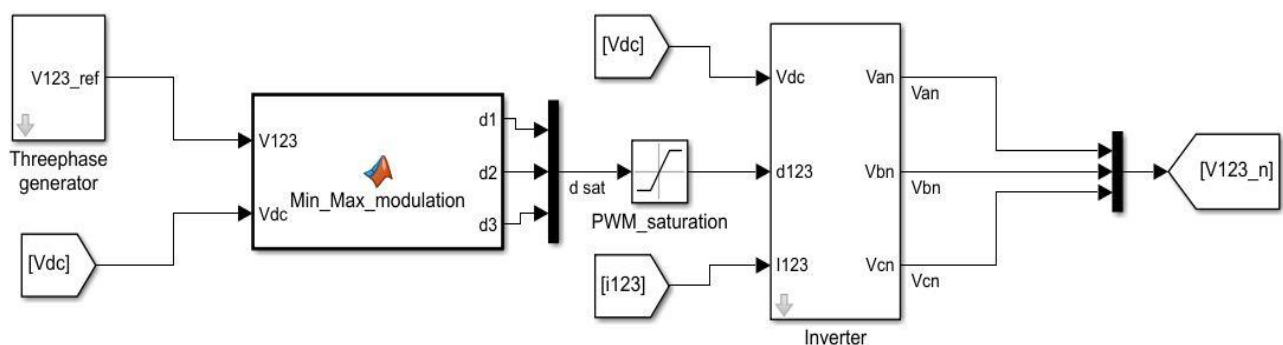 V123_ref
Threephase
generator
[Vdc]
V123
Vdc
Min_Max_modulation
d1
d2
d3
d sat
PWM_saturation
[Vdc]
[i123]
Vdc
d123
I123
Van
Vbn
Vcn
Inverter
Van
Vbn
Vcn
[V123_n]